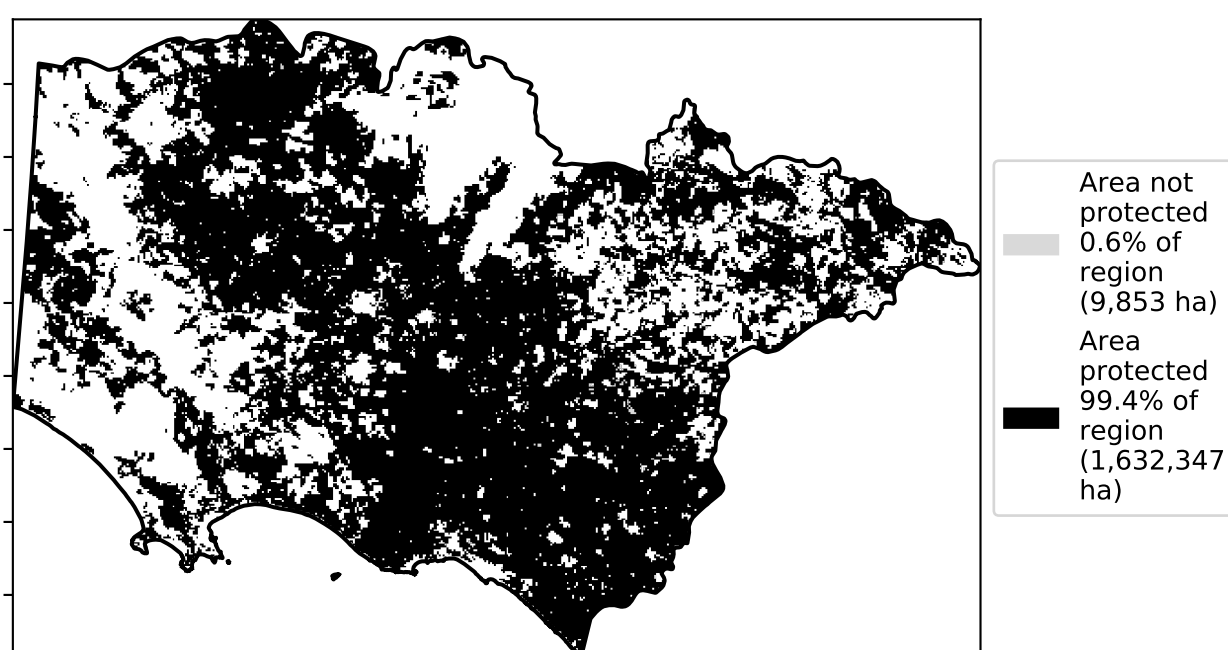 Area not
protected
0.6% of
region
(9,853 ha)
Area
protected
99.4% of
region
(1,632,347
ha)